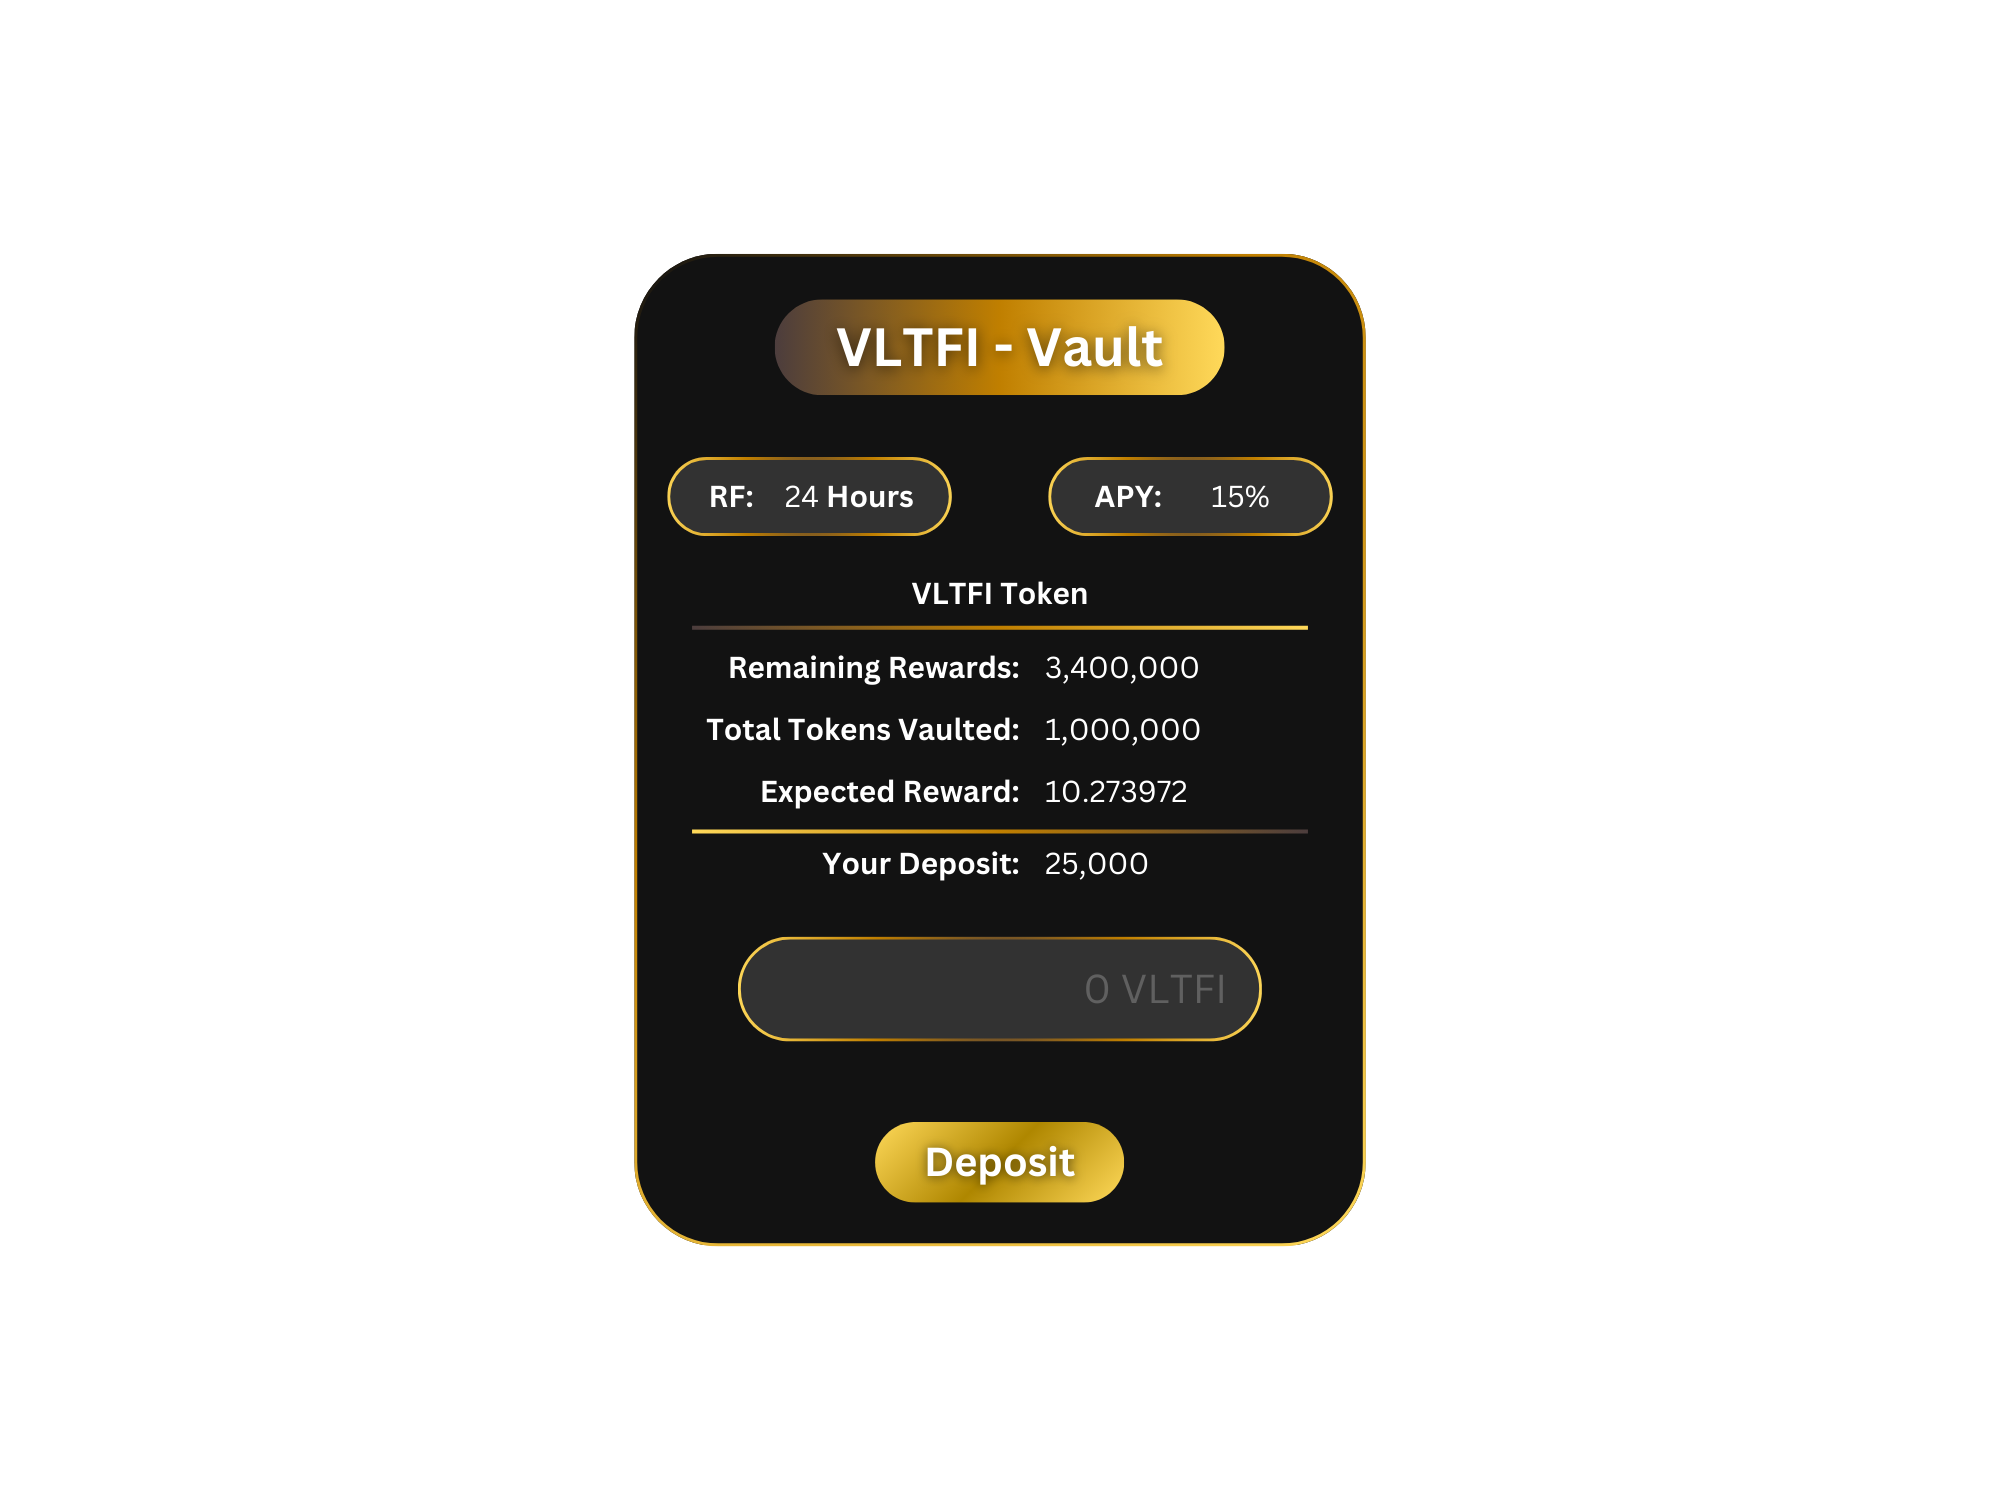 VLTFI - Vault
RF: 24 Hours
APY: 15%
VLTFI Token
Remaining Rewards: 3,400,000
Total Tokens Vaulted: 1,000,000
Expected Reward: 10.273972
Your Deposit: 25,000
0 VLTFI
Deposit